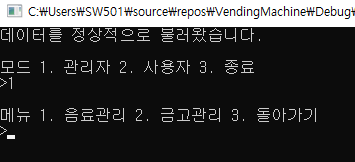 C:₩Users₩SW501₩source₩repos₩VendingMachine₩Debug₩
데이터를 정상적으로 불러왔습니다.
모드 1. 관리자 2. 사용자 3. 종료
>1
메뉴 1. 음료관리 2. 금고관리 3. 돌아가기
>